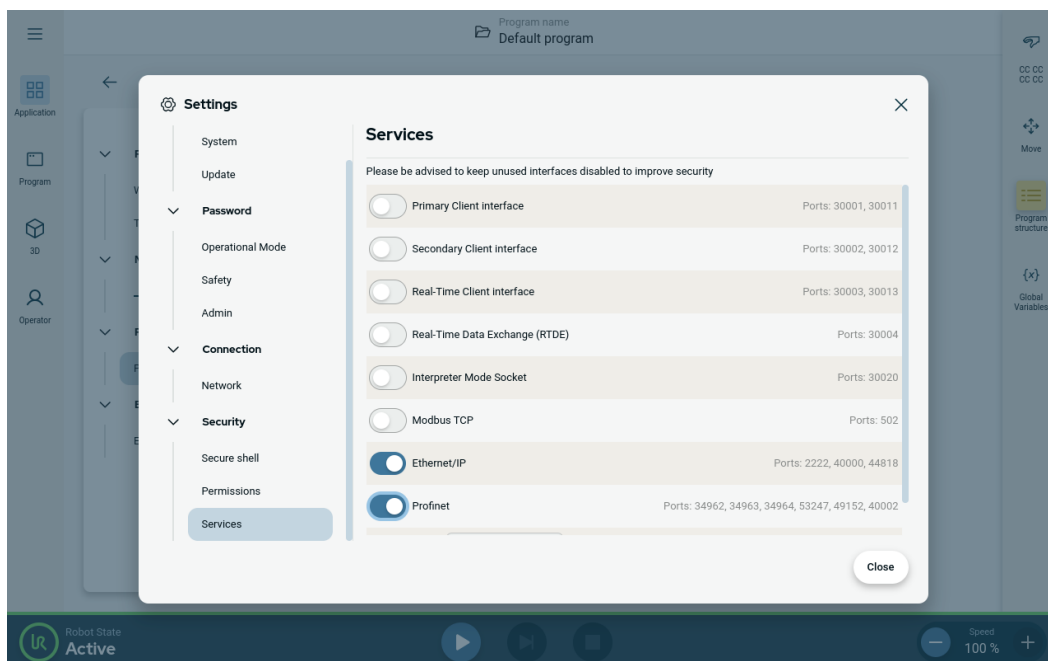 Program name
Default program
Application
Program
3D
Operator
Settings
System
Update
Password
Operational Mode
Safety
Admin
Connection
Network
Security
Secure shell
Permissions
Services
Services
Please be advised to keep unused interfaces disabled to improve security
Primary Client interface Ports: 30001, 30011
Secondary Client interface Ports: 30002, 30012
Real-Time Client interface Ports: 30003, 30013
Real-Time Data Exchange (RTDE) Ports: 30004
Interpreter Mode Socket Ports: 30020
Modbus TCP Ports: 502
Ethernet/IP Ports: 2222, 40000, 44818
Profinet Ports: 34962, 34963, 34964, 53247, 49152, 40002
Close
CC CC
CC CC
Move
Program
structure
{x}
Global
Variables
Robot State
Active
Speed
100 %